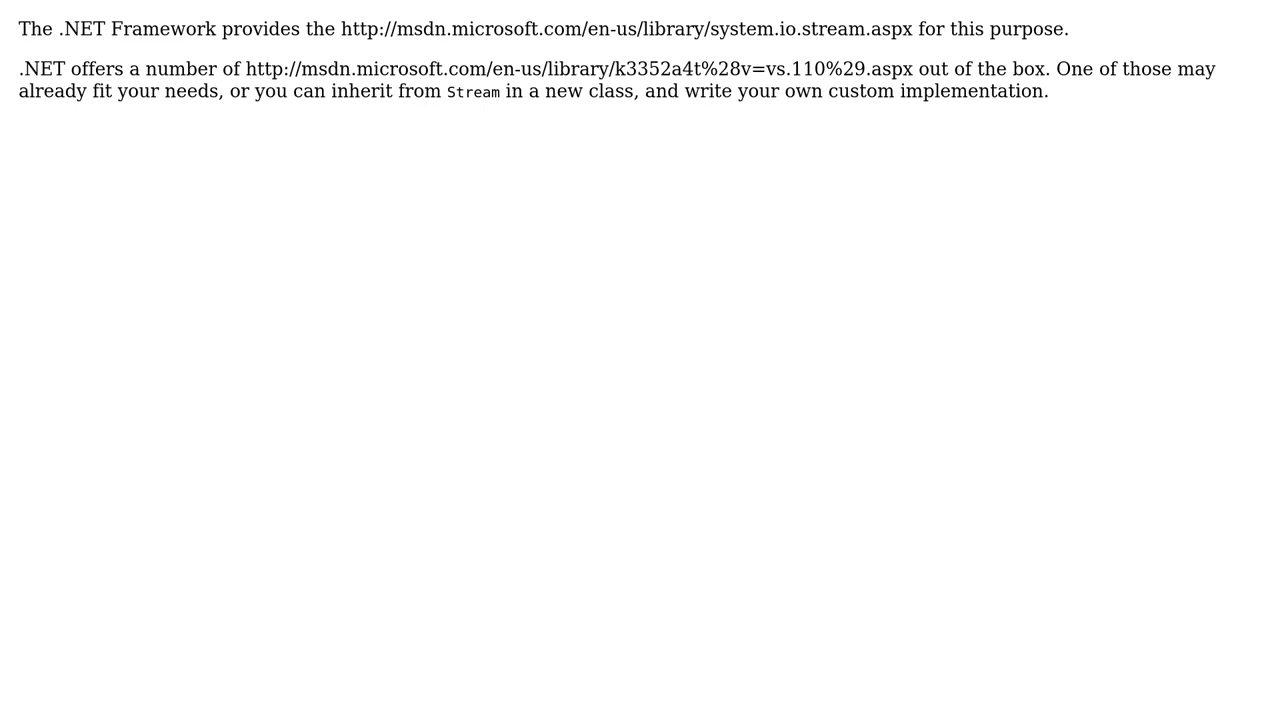 The .NET Framework provides the http://msdn.microsoft.com/en-us/library/system.io.stream.aspx for this purpose.
.NET offers a number of http://msdn.microsoft.com/en-us/library/k3352a4t%28v=vs.110%29.aspx out of the box. One of those may
already fit your needs, or you can inherit from Stream in a new class, and write your own custom implementation.